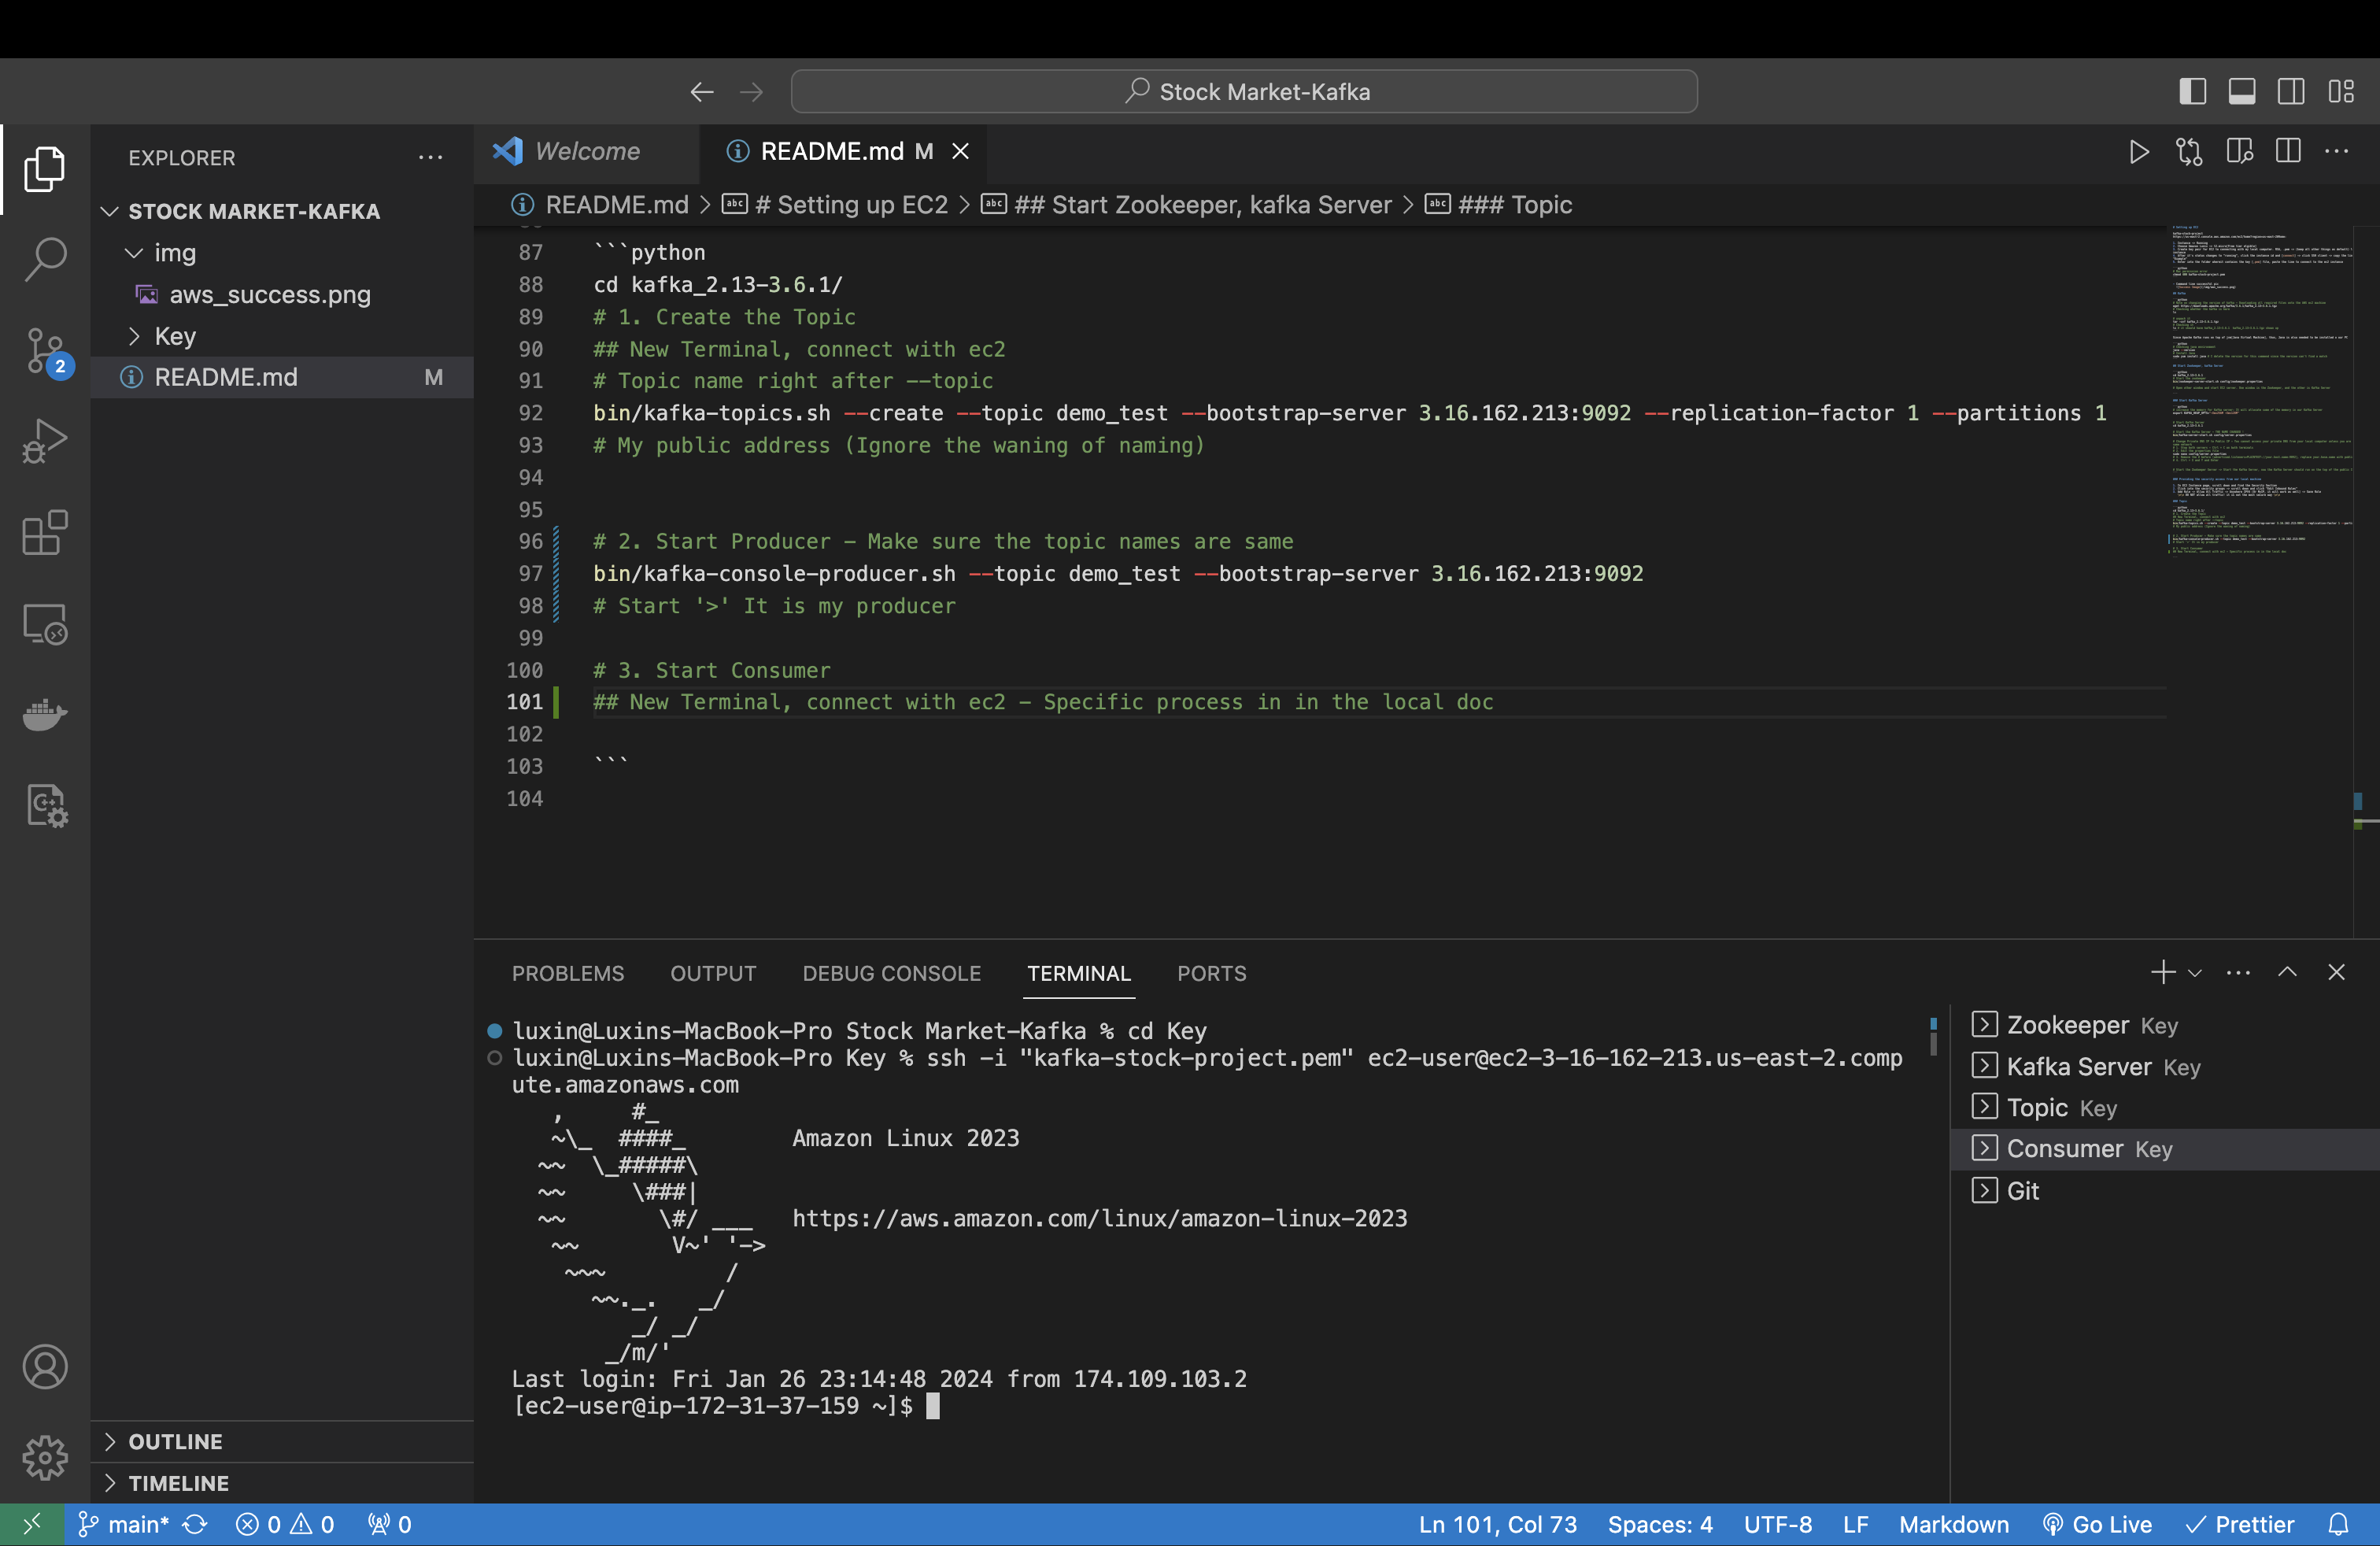 Stock Market-Kafka
EXPLORER
STOCK MARKET-KAFKA
img
aws_success.png
Key
README.md M
OUTLINE
TIMELINE
2
Welcome
README.md M
README.md > # Setting up EC2 > ## Start Zookeeper, kafka Server > ### Topic
87 ```python
88 cd kafka_2.13-3.6.1/
89 # 1. Create the Topic
90 ## New Terminal, connect with ec2
91 # Topic name right after --topic
92 bin/kafka-topics.sh --create --topic demo_test --bootstrap-server 3.16.162.213:9092 --replication-factor 1 --partitions 1
93 # My public address (Ignore the waning of naming)
94
95
96 # 2. Start Producer - Make sure the topic names are same
97 bin/kafka-console-producer.sh --topic demo_test --bootstrap-server 3.16.162.213:9092
98 # Start '>' It is my producer
99
100 # 3. Start Consumer
101 ## New Terminal, connect with ec2 - Specific process in in the local doc
102
103 ```
104
PROBLEMS OUTPUT DEBUG CONSOLE TERMINAL PORTS
luxin@Luxins-MacBook-Pro Stock Market-Kafka % cd Key
luxin@Luxins-MacBook-Pro Key % ssh -i "kafka-stock-project.pem" ec2-user@ec2-3-16-162-213.us-east-2.comp
ute.amazonaws.com
   ,     #_
   ~\_  ####_        Amazon Linux 2023
  ~~  \_#####\
  ~~     \###|
  ~~       \#/ ___   https://aws.amazon.com/linux/amazon-linux-2023
   ~~       V~' '->
    ~~~         /
      ~~._.   _/
         _/ _/
       _/m/'
Last login: Fri Jan 26 23:14:48 2024 from 174.109.103.2
[ec2-user@ip-172-31-37-159 ~]$
Zookeeper Key
Kafka Server Key
Topic Key
Consumer Key
Git
main* 0 0 0 Ln 101, Col 73 Spaces: 4 UTF-8 LF Markdown Go Live Prettier